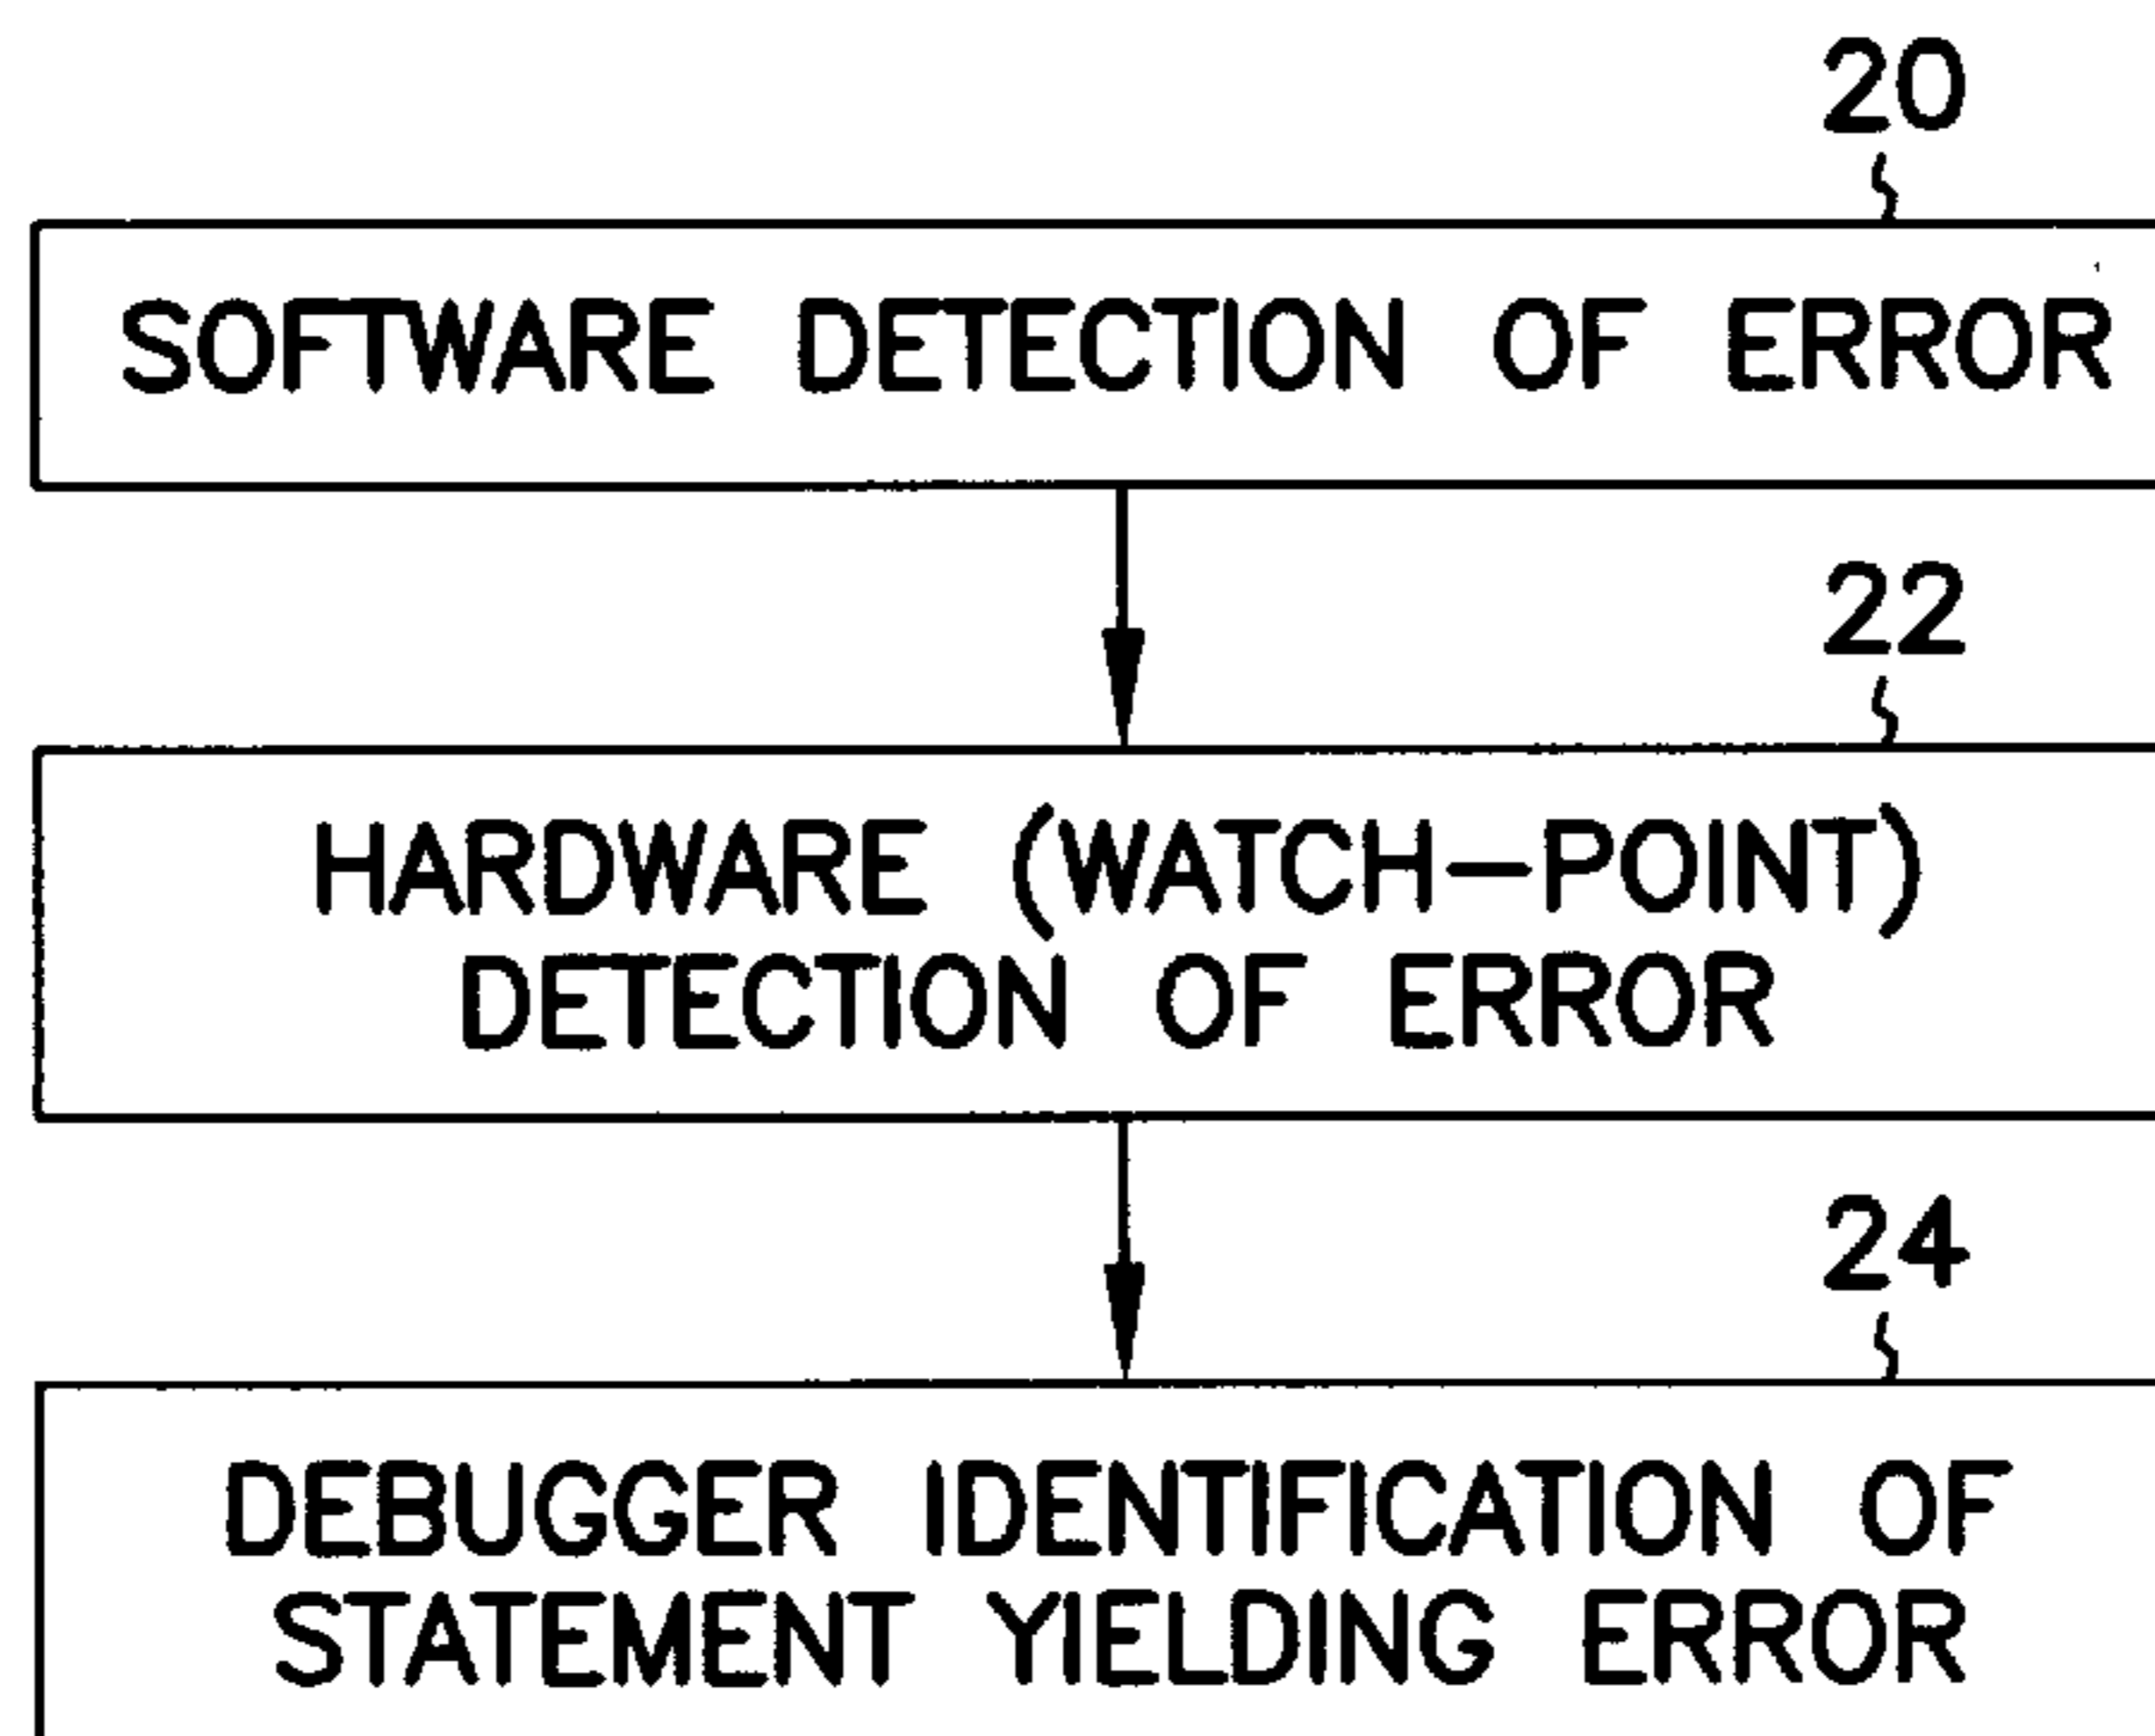 20
SOFTWARE DETECTION OF ERROR
22
HARDWARE (WATCH-POINT)
DETECTION OF ERROR
24
DEBUGGER IDENTIFICATION OF
STATEMENT YIELDING ERROR